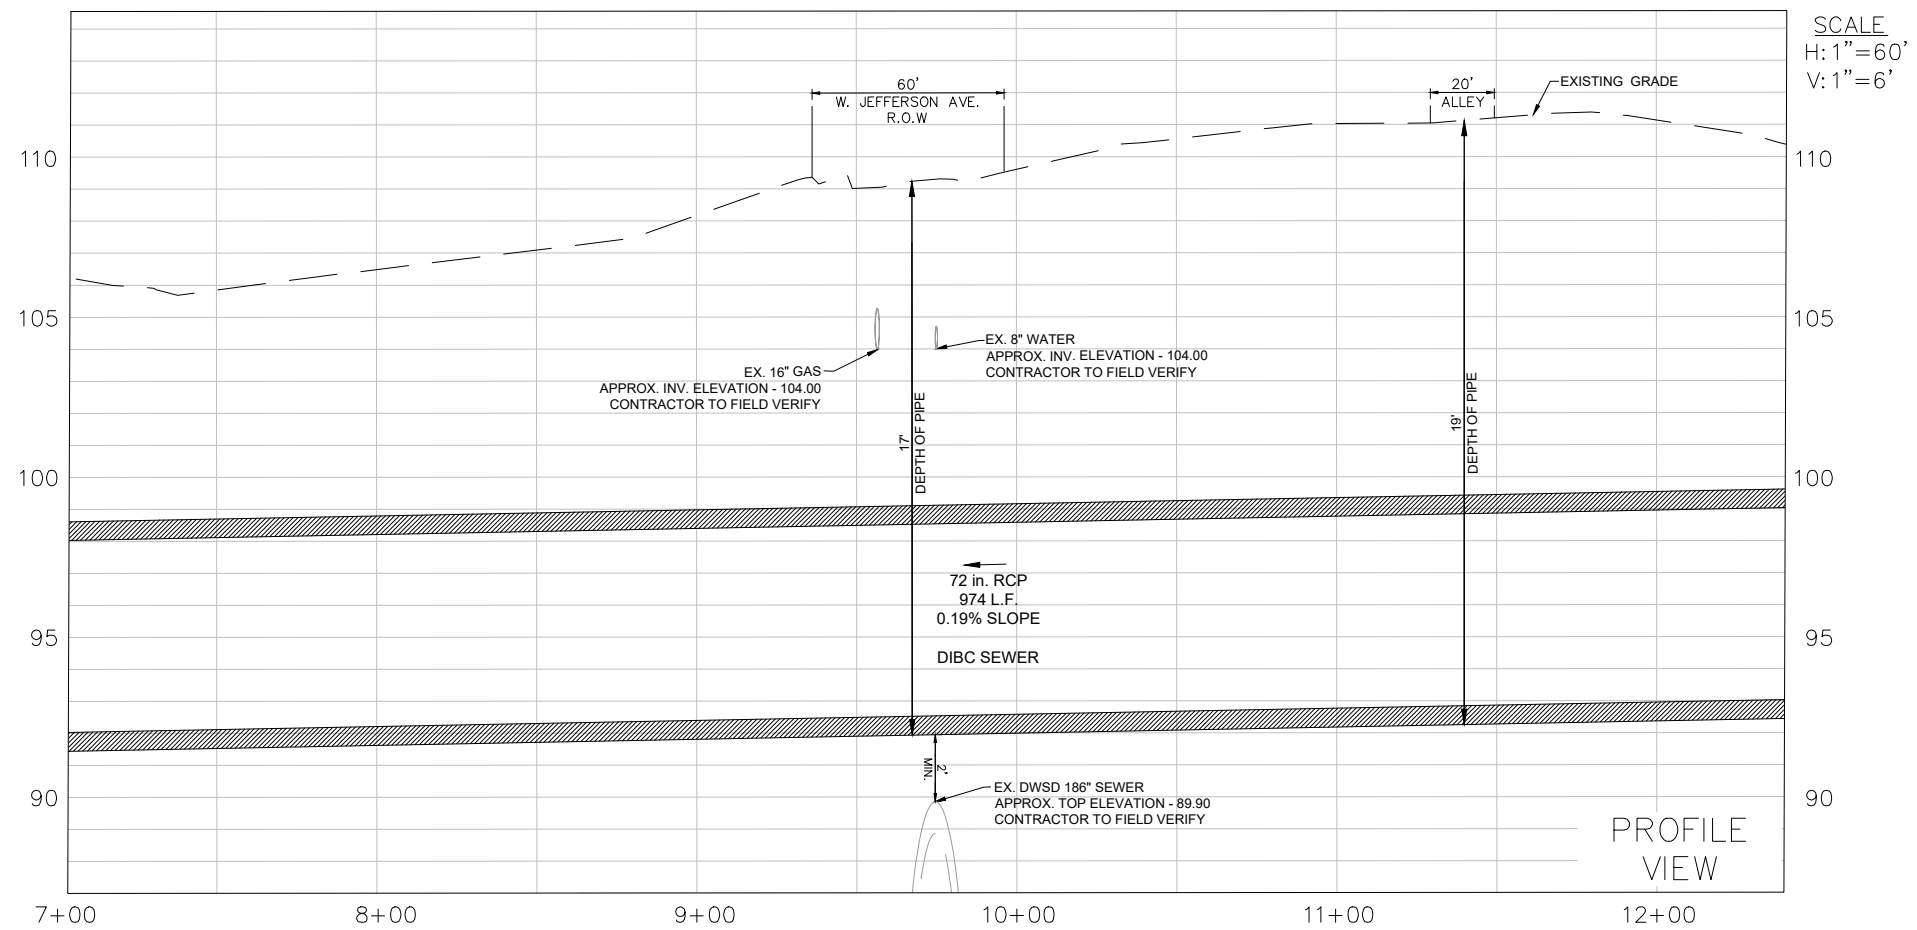 SCALE
H: 1"=60'
V: 1"=6'
60'
W. JEFFERSON AVE.
R.O.W
20'
ALLEY
EXISTING GRADE
110
110
105
105
EX. 8" WATER
APPROX. INV. ELEVATION - 104.00
CONTRACTOR TO FIELD VERIFY
EX. 16" GAS
APPROX. INV. ELEVATION - 104.00
CONTRACTOR TO FIELD VERIFY
17'
DEPTH OF PIPE
19'
DEPTH OF PIPE
100
100
72 in. RCP
974 L.F.
0.19% SLOPE
DIBC SEWER
95
95
2'
MIN.
EX. DWSD 186" SEWER
APPROX. TOP ELEVATION - 89.90
CONTRACTOR TO FIELD VERIFY
90
90
PROFILE
VIEW
7+00 8+00 9+00 10+00 11+00 12+00